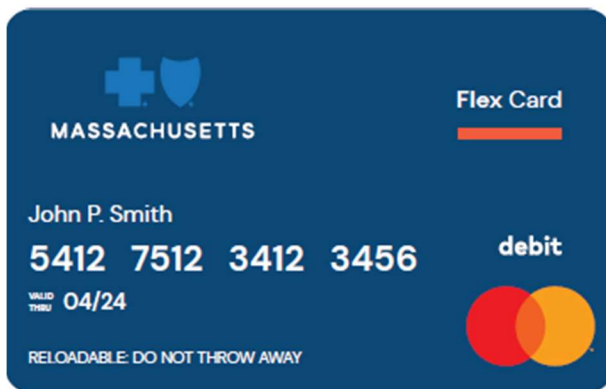 MASSACHUSETTS
Flex Card
John P. Smith
5412 7512 3412 3456
debit
VALID THRU 04/24
RELOADABLE: DO NOT THROW AWAY